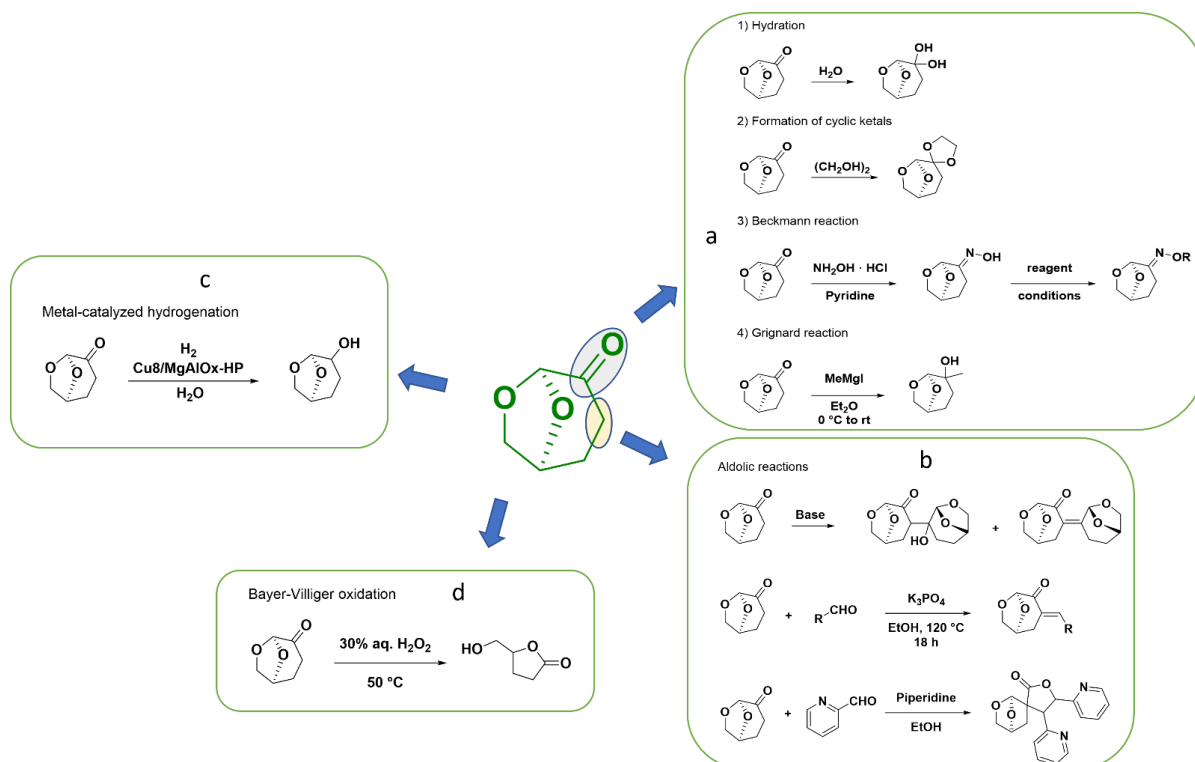 1) Hydration
O
O
O
H₂O
OH
OH
O
O
2) Formation of cyclic ketals
O
O
O
(CH₂OH)₂
O
O
O
O
a
3) Beckmann reaction
O
O
O
NH₂OH · HCl
Pyridine
N
OH
O
O
reagent
conditions
N
OR
O
O
4) Grignard reaction
O
O
O
MeMgI
Et₂O
0 °C to rt
OH
O
O
c
Metal-catalyzed hydrogenation
O
O
O
H₂
Cu8/MgAlOx-HP
H₂O
OH
O
O
O
O
O
b
Aldolic reactions
O
O
O
Base
O
O
O
HO
O
O
+
O
O
O
O
O
O
O
O
+
R
CHO
K₃PO₄
EtOH, 120 °C
18 h
O
O
O
R
O
O
O
+
N
CHO
Piperidine
EtOH
O
O
O
O
N
N
d
Bayer-Villiger oxidation
O
O
O
30% aq. H₂O₂
50 °C
HO
O
O